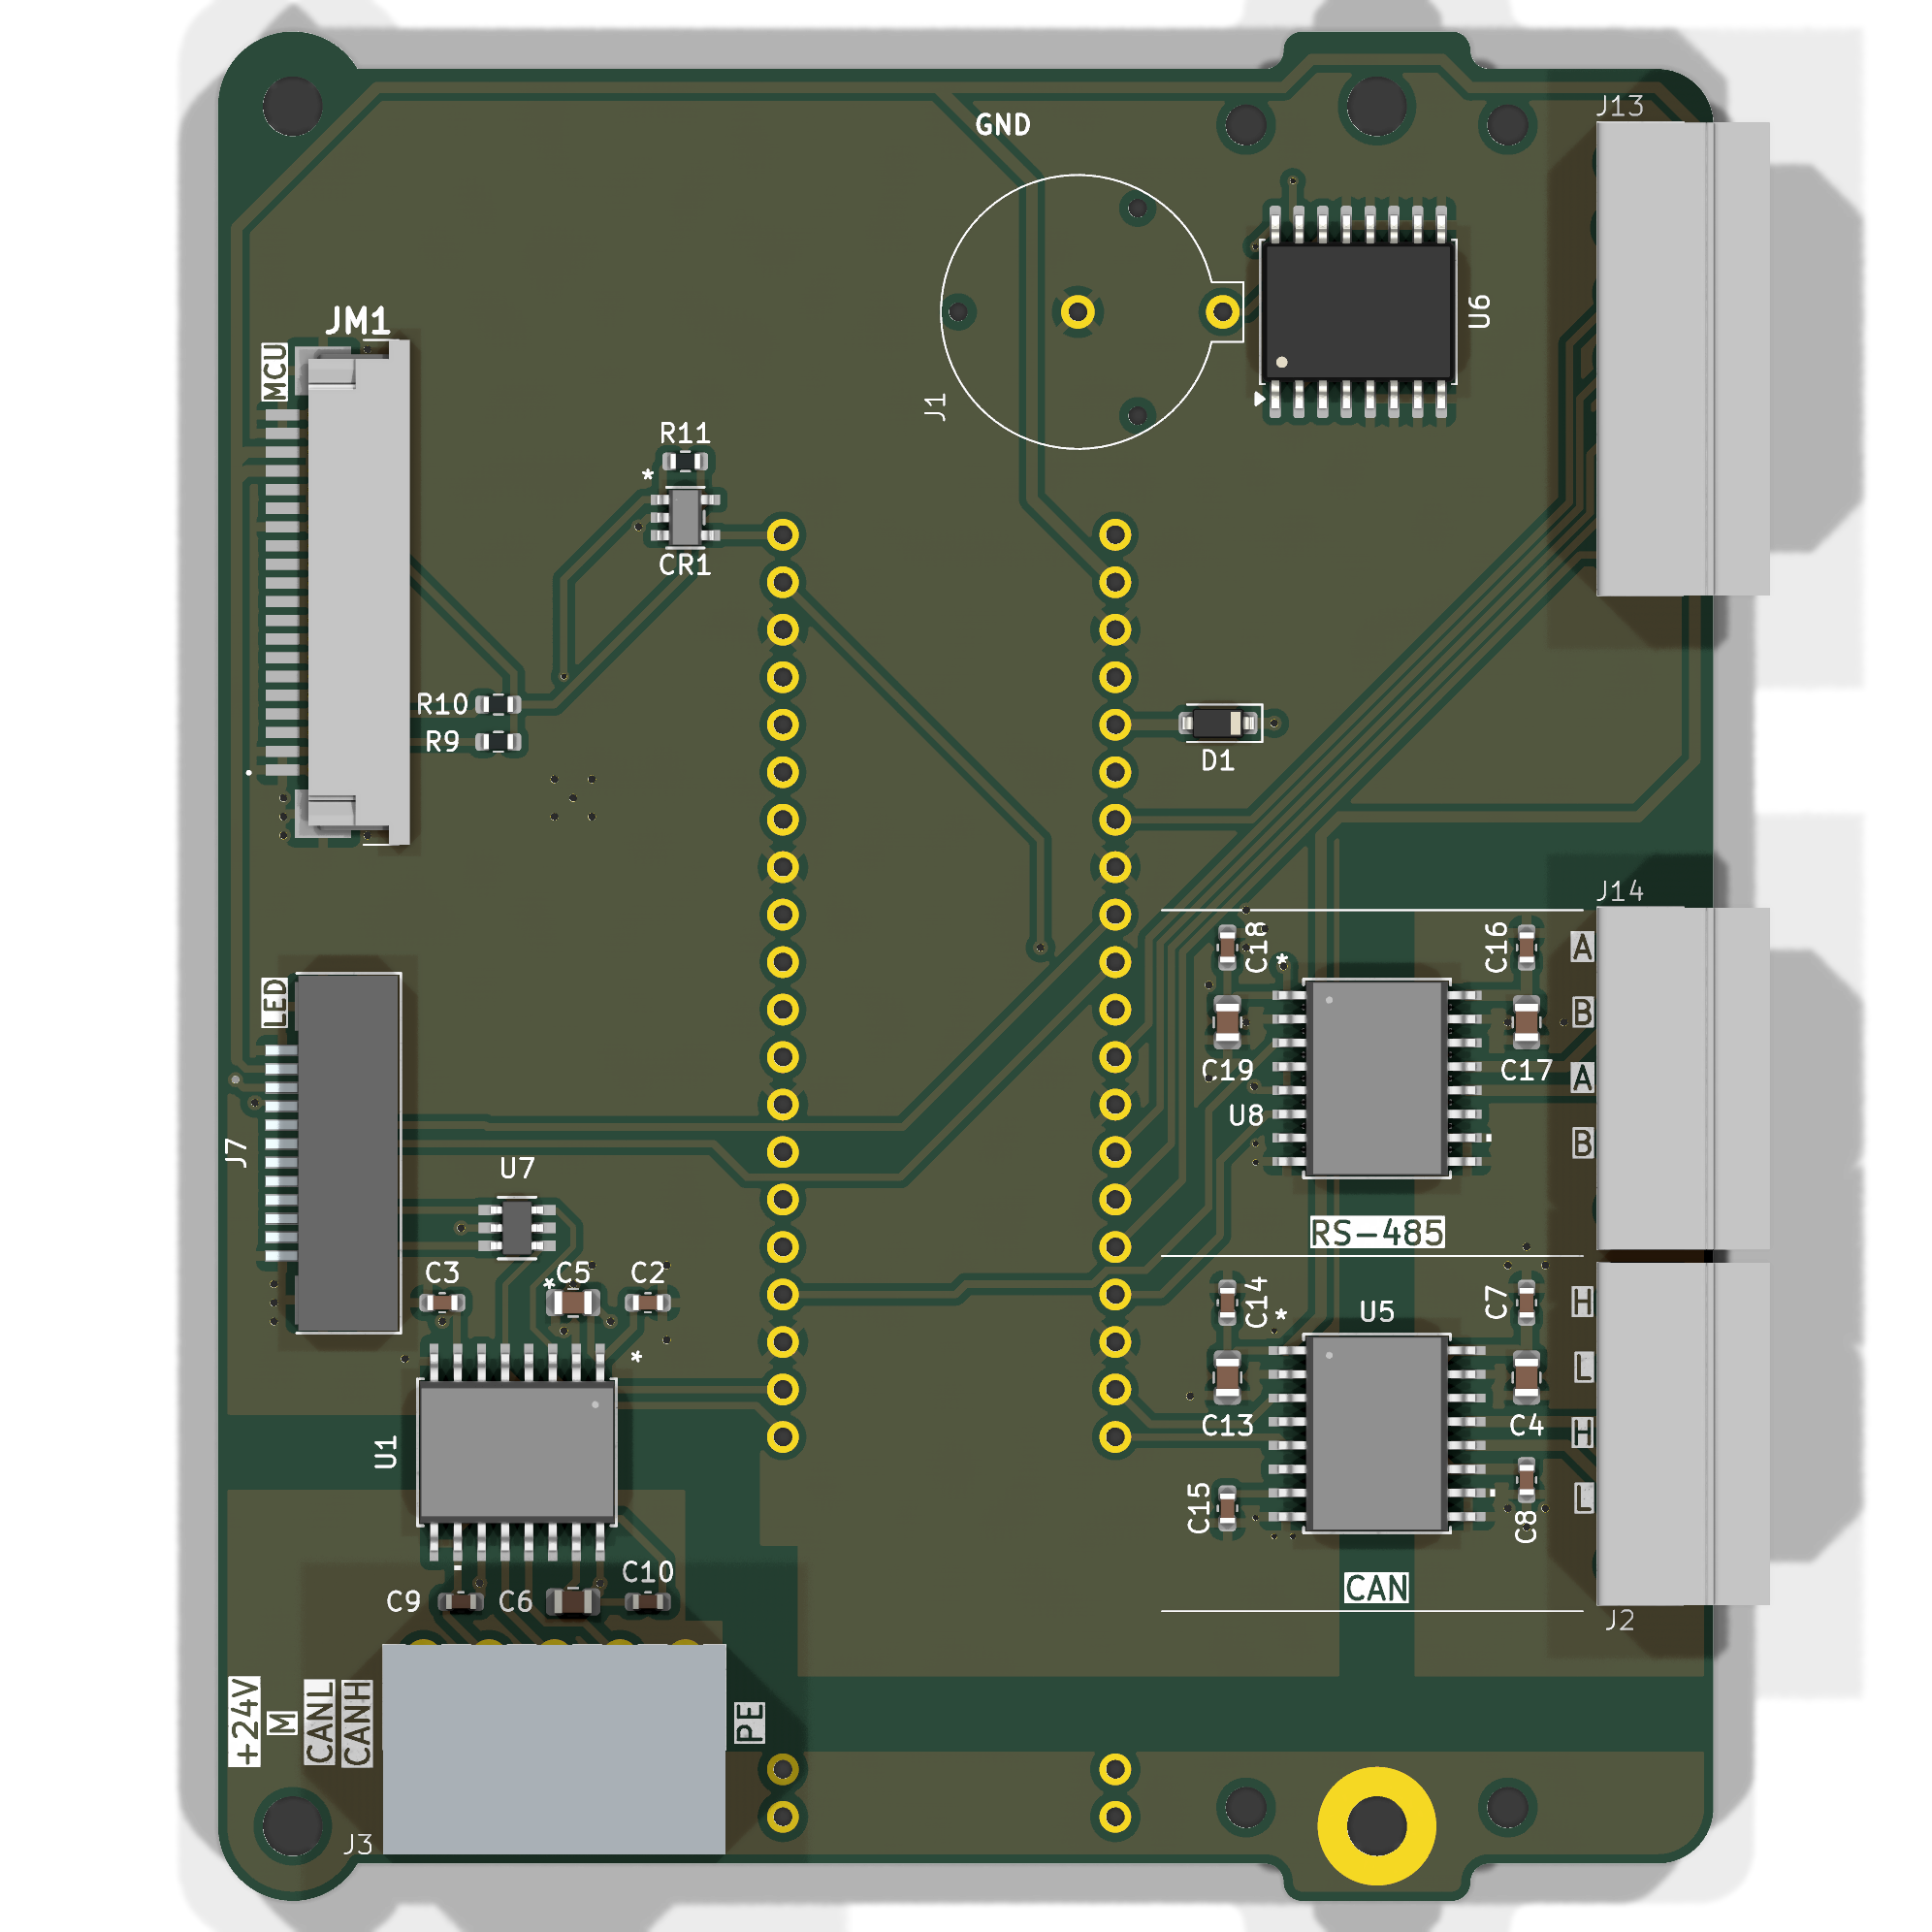 J13
GND
U6
JM1
MCU
J1
R11
*
CR1
R10
R9
D1
J14
C18
C16
A
*
LED
B
C19
C17
A
U8
B
J7
U7
RS-485
C3
*
C5
C2
C14
*
U5
C7
H
L
*
U1
C13
C4
H
C15
C8
L
C10
C9
C6
CAN
J2
+24V
M
CANL
CANH
PE
J3